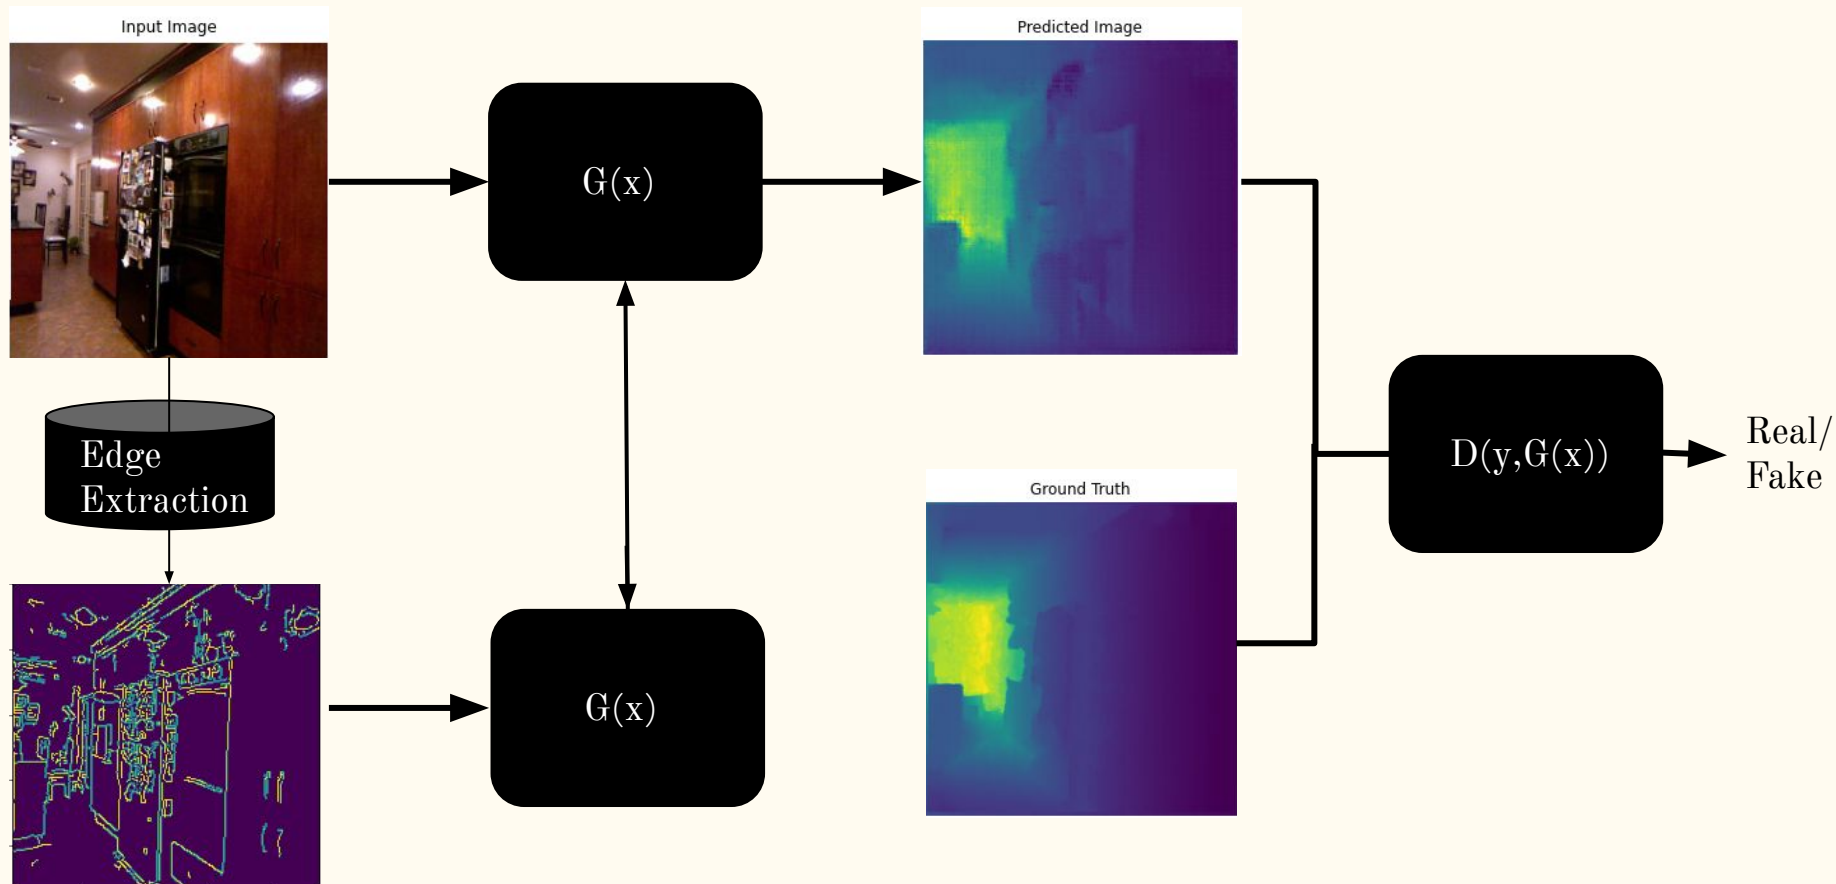 Input Image
Predicted Image
G(x)
Edge
Extraction
Ground Truth
D(y,G(x))
Real/
Fake
G(x)